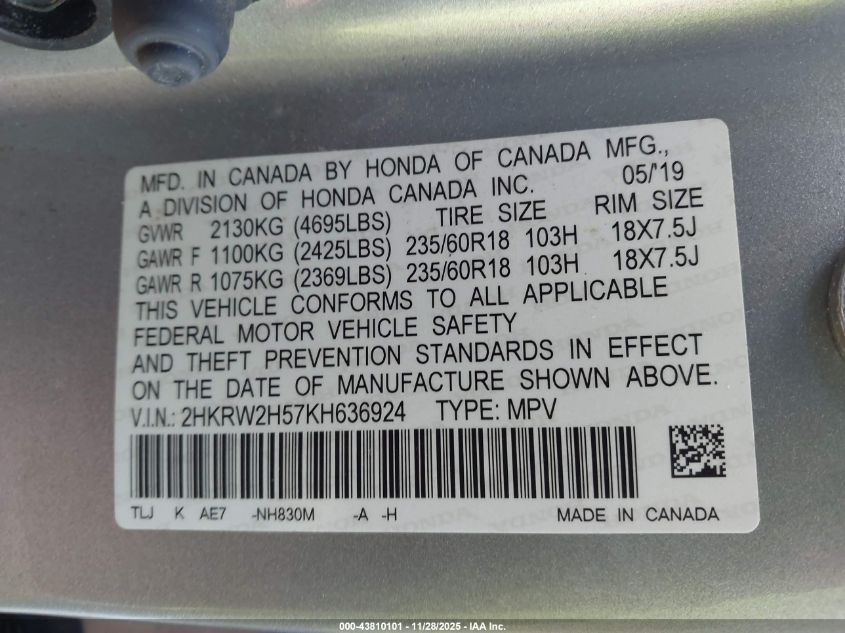 MFD. IN CANADA BY HONDA OF CANADA MFG.,
A DIVISION OF HONDA CANADA INC. 05/'19
GVWR 2130KG (4695LBS) TIRE SIZE RIM SIZE
GAWR F 1100KG (2425LBS) 235/60R18 103H 18X7.5J
GAWR R 1075KG (2369LBS) 235/60R18 103H 18X7.5J
THIS VEHICLE CONFORMS TO ALL APPLICABLE
FEDERAL MOTOR VEHICLE SAFETY
AND THEFT PREVENTION STANDARDS IN EFFECT
ON THE DATE OF MANUFACTURE SHOWN ABOVE.
V.I.N.: 2HKRW2H57KH636924 TYPE: MPV
TLJ K AE7 -NH830M -A -H MADE IN CANADA
000-43810101 — 11/28/2025 - IAA Inc.